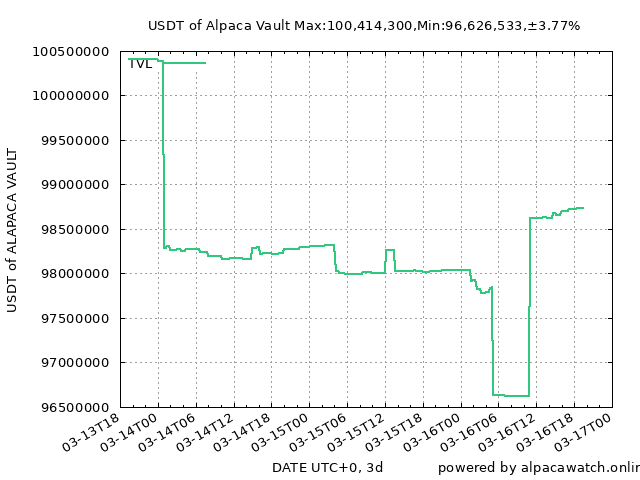 USDT of Alpaca Vault Max:100,414,300,Min:96,626,533,±3.77%
100500000
TVL
100000000
99500000
99000000
98500000
98000000
97500000
97000000
96500000
USDT of ALAPACA VAULT
03-13T18
03-14T00
03-14T06
03-14T12
03-14T18
03-15T00
03-15T06
03-15T12
03-15T18
03-16T00
03-16T06
03-16T12
03-16T18
03-17T00
DATE UTC+0, 3d
powered by alpacawatch.onlin